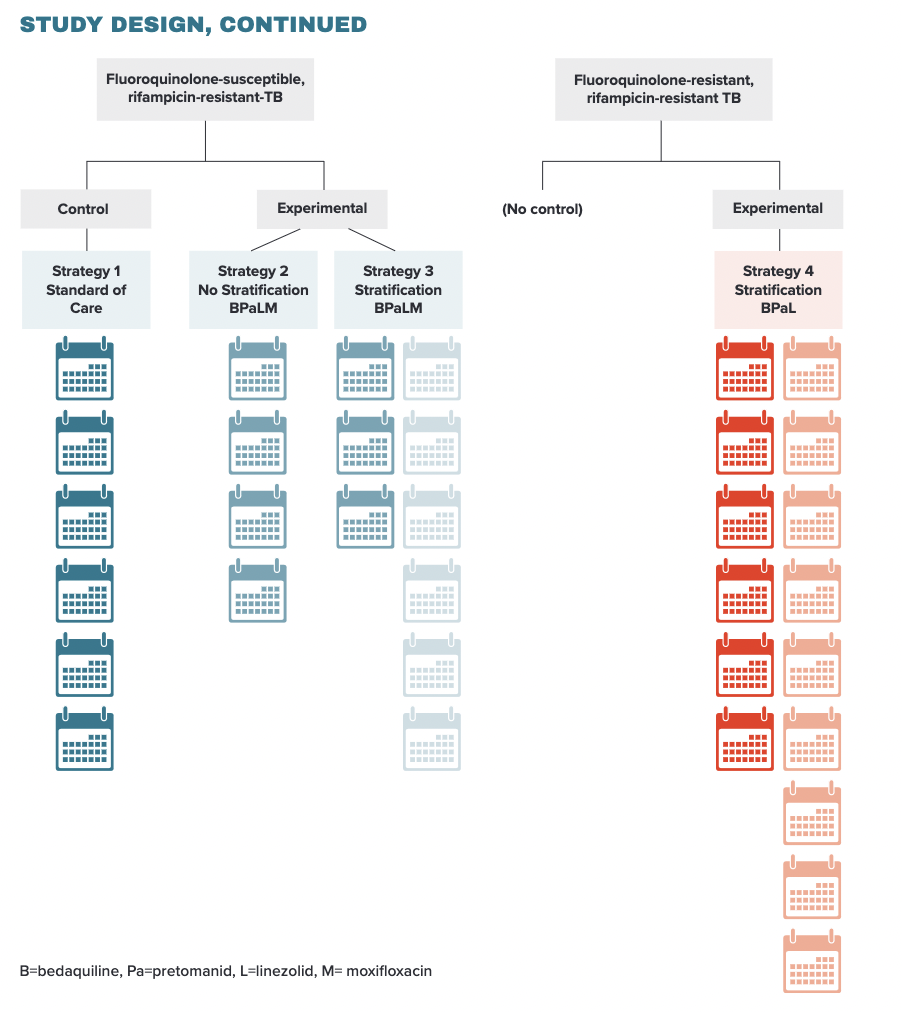 STUDY DESIGN, CONTINUED
Fluoroquinolone-susceptible,
rifampicin-resistant-TB
Fluoroquinolone-resistant,
rifampicin-resistant TB
Control
Experimental
(No control)
Experimental
Strategy 1
Standard of
Care
Strategy 2
No Stratification
BPaLM
Strategy 3
Stratification
BPaLM
Strategy 4
Stratification
BPaL
B=bedaquiline, Pa=pretomanid, L=linezolid, M= moxifloxacin